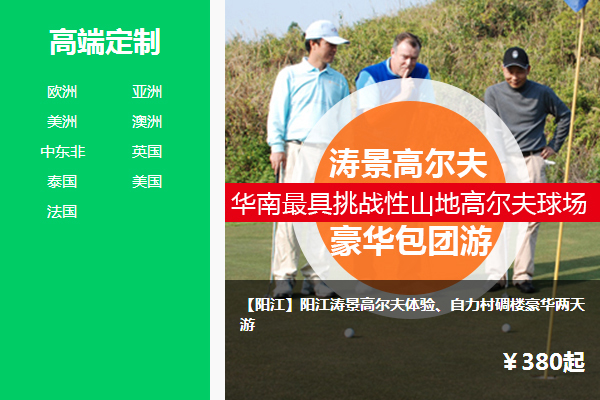 高端定制
欧洲 亚洲
美洲 澳洲
中东非 英国
泰国 美国
法国
涛景高尔夫
华南最具挑战性山地高尔夫球场
豪华包团游
【阳江】阳江涛景高尔夫体验、自力村碉楼豪华两天
游
￥380起